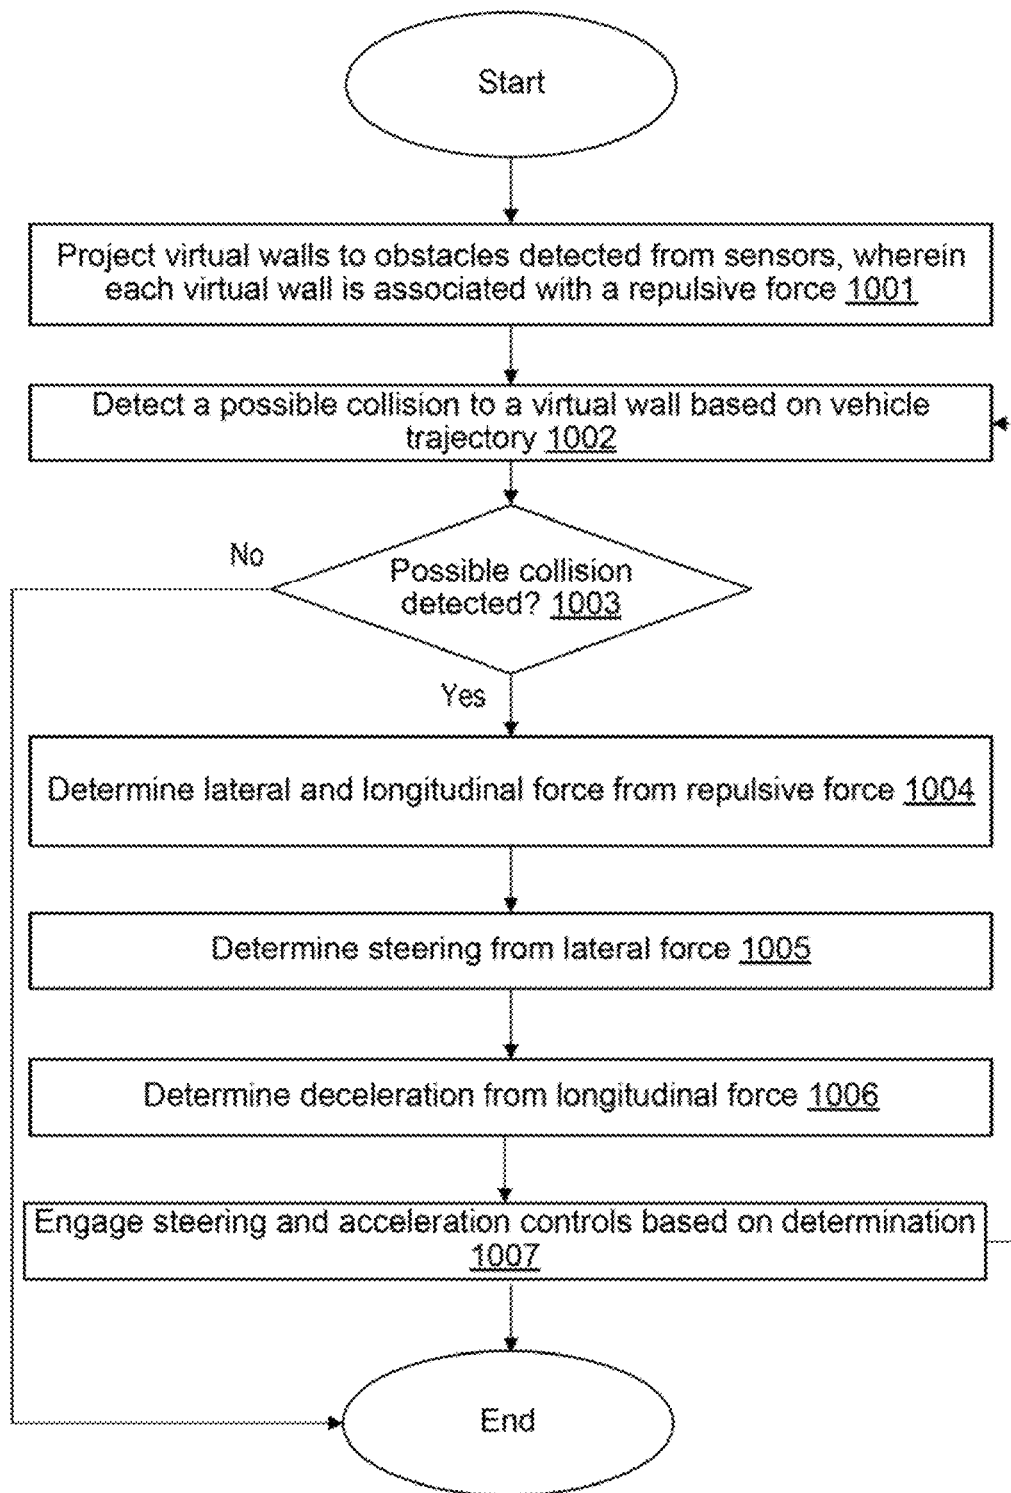 Start
Project virtual walls to obstacles detected from sensors, wherein
each virtual wall is associated with a repulsive force 1001
Detect a possible collision to a virtual wall based on vehicle
trajectory 1002
No
Possible collision
detected? 1003
Yes
Determine lateral and longitudinal force from repulsive force 1004
Determine steering from lateral force 1005
Determine deceleration from longitudinal force 1006
Engage steering and acceleration controls based on determination
1007
End